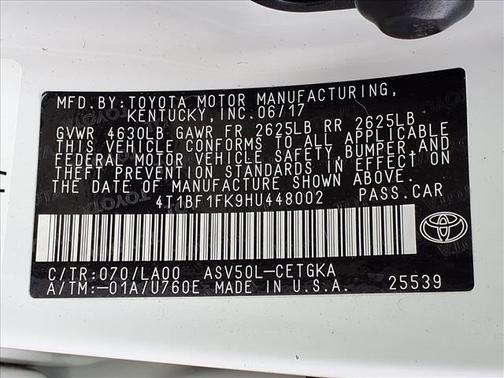 MFD.BY:TOYOTA MOTOR MANUFACTURING,
KENTUCKY,INC.06/17
GVWR 4630LB GAWR FR 2625LB RR 2625LB
THIS VEHICLE CONFORMS TO ALL APPLICABLE
FEDERAL MOTOR VEHICLE SAFETY,BUMPER, AND
THEFT PREVENTION STANDARDS IN EFFECT ON
THE DATE OF MANUFACTURE SHOWN ABOVE.
4T1BF1FK9HU448002 PASS.CAR
C/TR:070/LA00 ASV50L-CETGKA
A/TM:-01A/U760E MADE IN U.S.A. 25539
TOYOTA